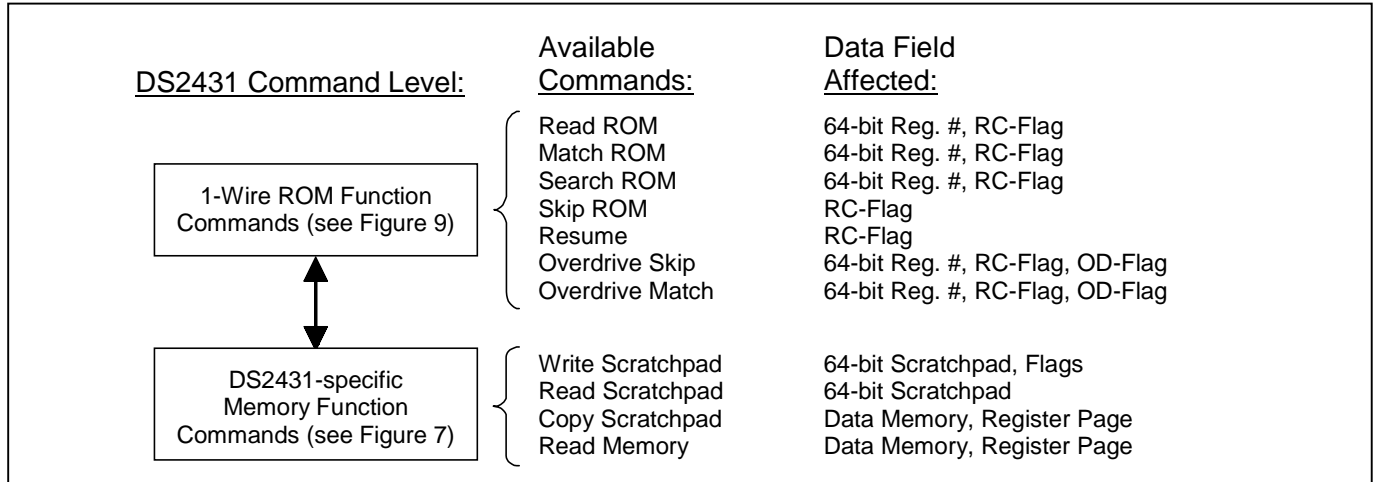 DS2431 Command Level:
Available
Commands:
Data Field
Affected:
1-Wire ROM Function
Commands (see Figure 9)
Read ROM 64-bit Reg. #, RC-Flag
Match ROM 64-bit Reg. #, RC-Flag
Search ROM 64-bit Reg. #, RC-Flag
Skip ROM RC-Flag
Resume RC-Flag
Overdrive Skip 64-bit Reg. #, RC-Flag, OD-Flag
Overdrive Match 64-bit Reg. #, RC-Flag, OD-Flag
DS2431-specific
Memory Function
Commands (see Figure 7)
Write Scratchpad 64-bit Scratchpad, Flags
Read Scratchpad 64-bit Scratchpad
Copy Scratchpad Data Memory, Register Page
Read Memory Data Memory, Register Page